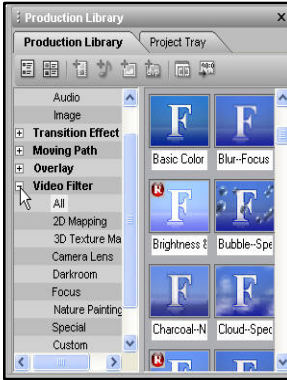 Production Library
x
Production Library
Project Tray
Audio
Image
Transition Effect
Moving Path
Overlay
Video Filter
All
2D Mapping
3D Texture Ma
Camera Lens
Darkroom
Focus
Nature Painting
Special
Custom
F
F
Basic Color
Blur--Focus
R
F
F
Brightness &
Bubble--Spe
F
F
Charcoal--N
Cloud--Spec
R